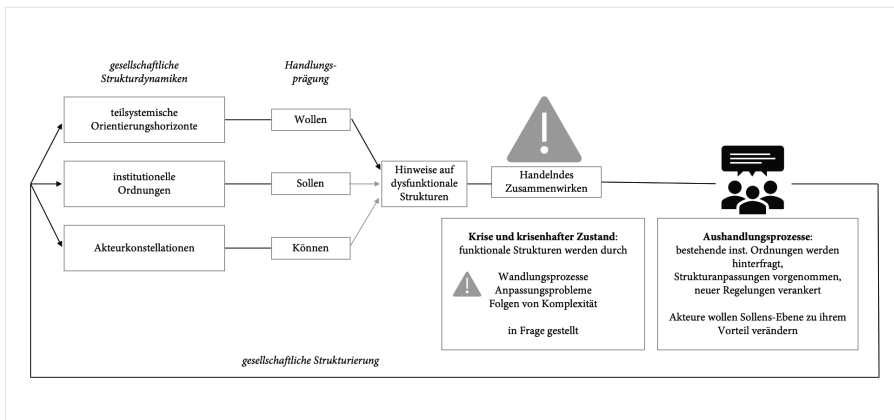 gesellschaftliche
Strukturdynamiken
Handlungs-
prägung
teilsystemische
Orientierungshorizonte
Wollen
institutionelle
Ordnungen
Sollen
Akteurkonstellationen
Können
Hinweise auf
dysfunktionale
Strukturen
Handelndes
Zusammenwirken
Krise und krisenhafter Zustand:
funktionale Strukturen werden durch
Wandlungsprozesse
Anpassungsprobleme
Folgen von Komplexität
in Frage gestellt
Aushandlungsprozesse:
bestehende inst. Ordnungen werden
hinterfragt,
Strukturanpassungen vorgenommen,
neuer Regelungen verankert
Akteure wollen Sollens-Ebene zu ihrem
Vorteil verändern
gesellschaftliche Strukturierung